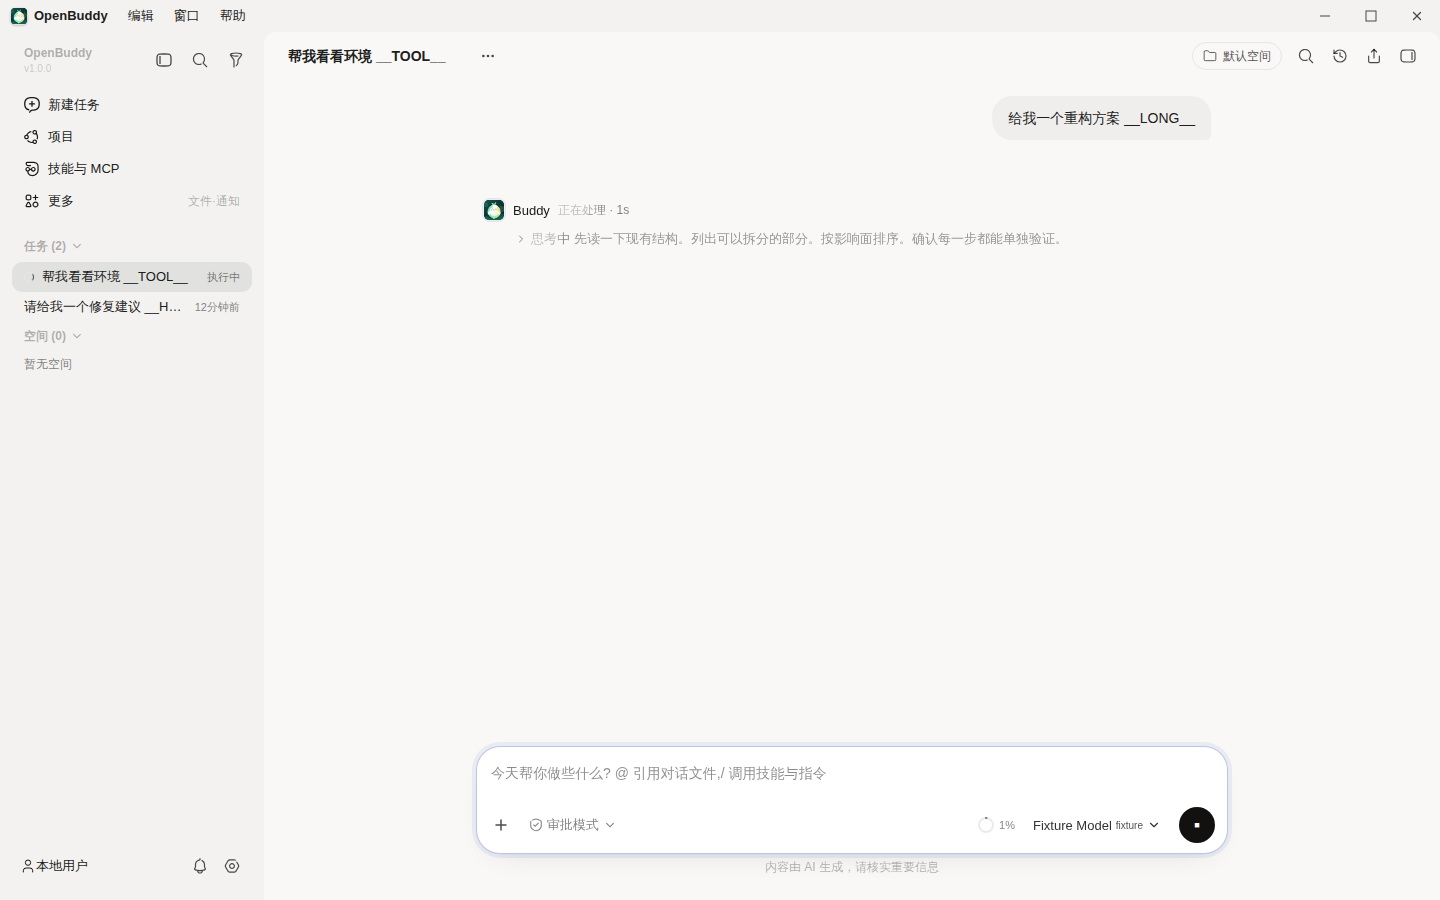 OpenBuddy 编辑 窗口 帮助
OpenBuddy
v1.0.0
新建任务
项目
技能与 MCP
更多 文件·通知
任务 (2)
帮我看看环境 __TOOL__ 执行中
请给我一个修复建议 __H… 12分钟前
空间 (0)
暂无空间
本地用户
帮我看看环境 __TOOL__
默认空间
给我一个重构方案 __LONG__
Buddy 正在处理 · 1s
思考中 先读一下现有结构。列出可以拆分的部分。按影响面排序。确认每一步都能单独验证。
今天帮你做些什么? @ 引用对话文件,/ 调用技能与指令
审批模式 1% Fixture Model fixture
内容由 AI 生成，请核实重要信息